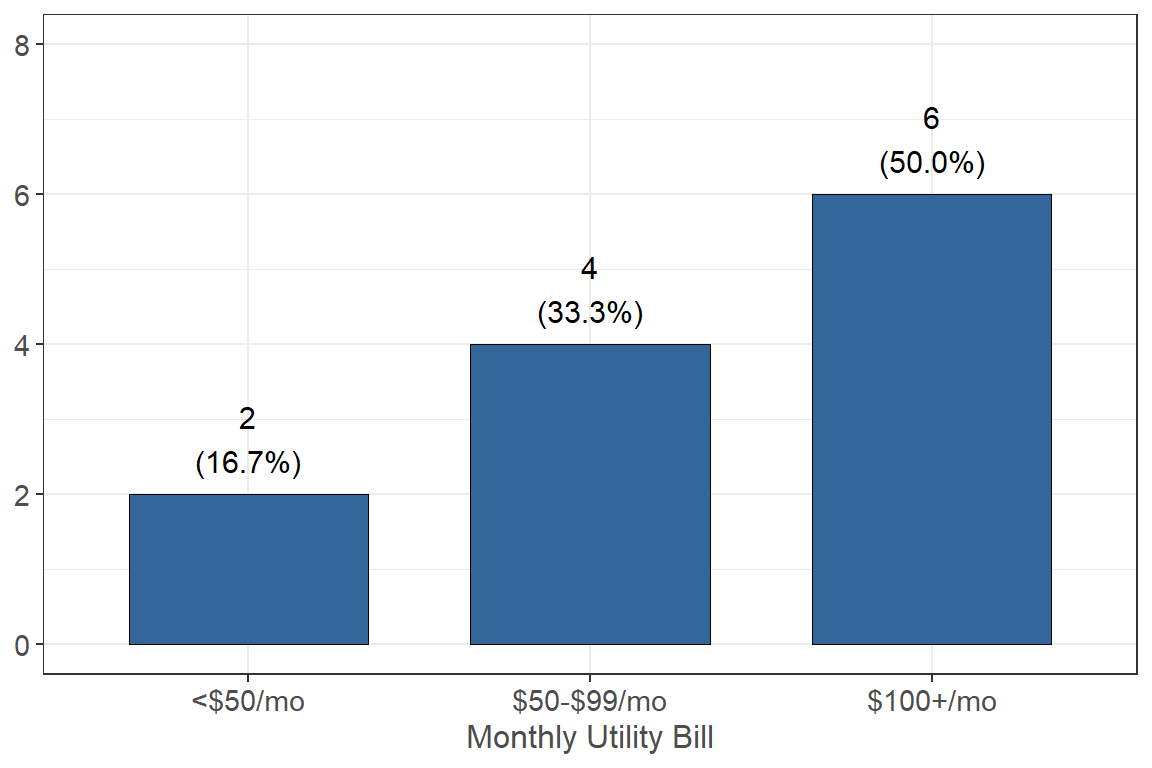 8
6
4
2
0
2
(16.7%)
4
(33.3%)
6
(50.0%)
<$50/mo
$50-$99/mo
$100+/mo
Monthly Utility Bill